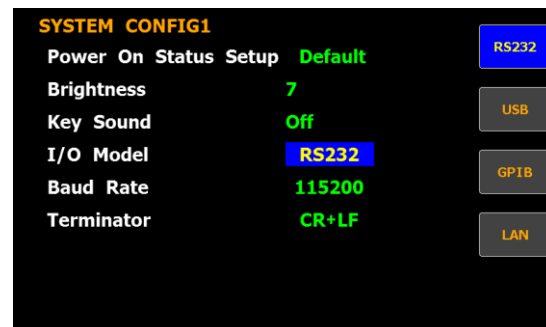 SYSTEM CONFIG1
Power On Status Setup Default
Brightness 7
Key Sound Off
I/O Model RS232
Baud Rate 115200
Terminator CR+LF
RS232
USB
GPIB
LAN